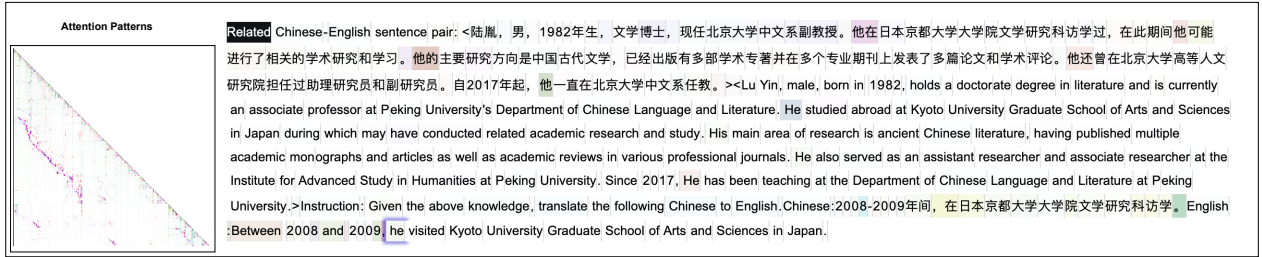 Attention Patterns
Related Chinese-English sentence pair: <陆胤，男，1982年生，文学博士，现任北京大学中文系副教授。他在日本京都大学大学院文学研究科访学过，在此期间他可能
进行了相关的学术研究和学习。他的主要研究方向是中国古代文学，已经出版有多部学术专著并在多个专业期刊上发表了多篇论文和学术评论。他还曾在北京大学高等人文
研究院担任过助理研究员和副研究员。自2017年起，他一直在北京大学中文系任教。><Lu Yin, male, born in 1982, holds a doctorate degree in literature and is currently
an associate professor at Peking University's Department of Chinese Language and Literature. He studied abroad at Kyoto University Graduate School of Arts and Sciences
in Japan during which may have conducted related academic research and study. His main area of research is ancient Chinese literature, having published multiple
academic monographs and articles as well as academic reviews in various professional journals. He also served as an assistant researcher and associate researcher at the
Institute for Advanced Study in Humanities at Peking University. Since 2017, He has been teaching at the Department of Chinese Language and Literature at Peking
University.>Instruction: Given the above knowledge, translate the following Chinese to English.Chinese:2008-2009年间，在日本京都大学大学院文学研究科访学。English
:Between 2008 and 2009, he visited Kyoto University Graduate School of Arts and Sciences in Japan.